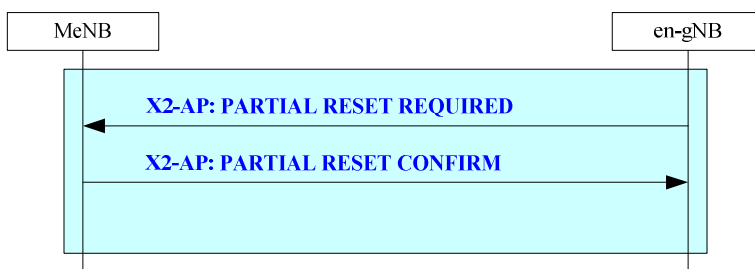 MeNB
en-gNB
X2-AP: PARTIAL RESET REQUIRED
X2-AP: PARTIAL RESET CONFIRM